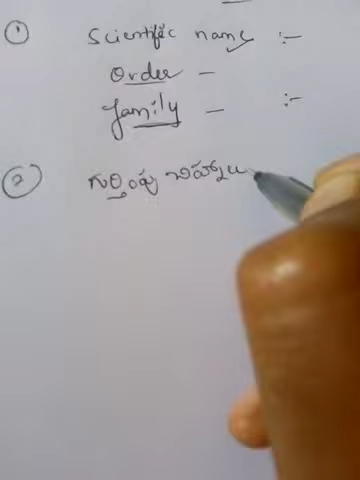 ① Scientific name :-
Order -
Family - :-
② గుర్తింపు చిహ్నాలు